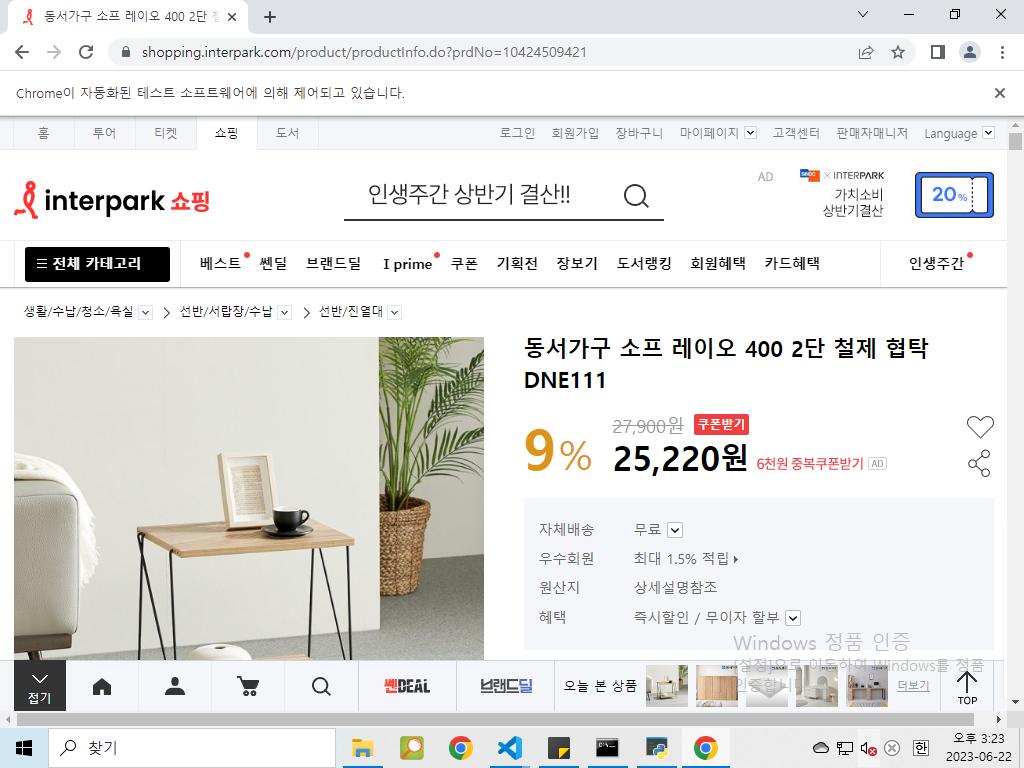 동서가구 소프 레이오 400 2단 철
shopping.interpark.com/product/productInfo.do?prdNo=10424509421
Chrome이 자동화된 테스트 소프트웨어에 의해 제어되고 있습니다.
홈 투어 티켓 쇼핑 도서 로그인 회원가입 장바구니 마이페이지 고객센터 판매자매니저 Language
interpark 쇼핑
인생주간 상반기 결산!!
AD
× INTERPARK
가치소비
상반기결산
20%
전체 카테고리 베스트 쎈딜 브랜드딜 I prime 쿠폰 기획전 장보기 도서랭킹 회원혜택 카드혜택 인생주간
생활/수납/청소/욕실 선반/서랍장/수납 선반/진열대
동서가구 소프 레이오 400 2단 철제 협탁
DNE111
9%
27,900원 쿠폰받기
25,220원 6천원 중복쿠폰받기 AD
자체배송 무료
우수회원 최대 1.5% 적립
원산지 상세설명참조
혜택 즉시할인 / 무이자 할부
Windows 정품 인증
[설정]으로 이동하여 Windows를 정품
인증합니다.
접기
쎈DEAL
브랜드딜
오늘 본 상품
더보기
TOP
찾기
한
오후 3:23
2023-06-22